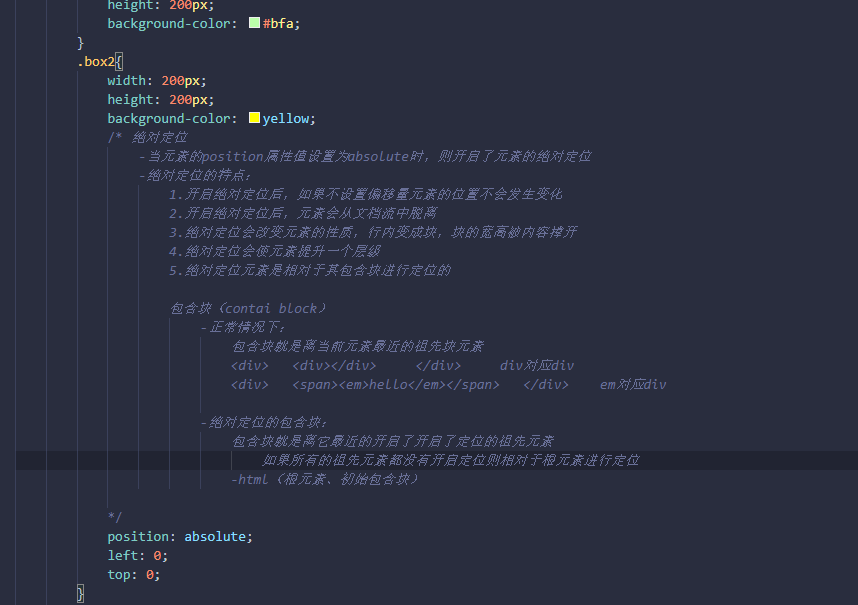 height: 200px;
background-color: #bfa;
}
.box2{
width: 200px;
height: 200px;
background-color: yellow;
/* 绝对定位
-当元素的position属性值设置为absolute时，则开启了元素的绝对定位
-绝对定位的特点：
1.开启绝对定位后，如果不设置偏移量元素的位置不会发生变化
2.开启绝对定位后，元素会从文档流中脱离
3.绝对定位会改变元素的性质，行内变成块，块的宽高被内容撑开
4.绝对定位会使元素提升一个层级
5.绝对定位元素是相对于其包含块进行定位的
包含块（contai block）
-正常情况下：
包含块就是离当前元素最近的祖先块元素
<div> <div></div> </div> div对应div
<div> <span><em>hello</em></span> </div> em对应div
-绝对定位的包含块：
包含块就是离它最近的开启了开启了定位的祖先元素
如果所有的祖先元素都没有开启定位则相对于根元素进行定位
-html（根元素、初始包含块）
*/
position: absolute;
left: 0;
top: 0;
}